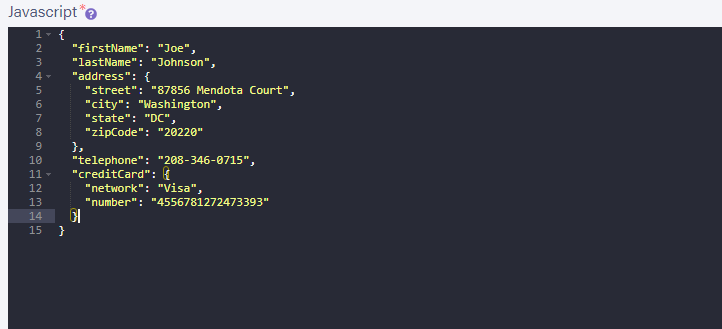 Javascript*?
1 {
2 "firstName": "Joe",
3 "lastName": "Johnson",
4 "address": {
5 "street": "87856 Mendota Court",
6 "city": "Washington",
7 "state": "DC",
8 "zipCode": "20220"
9 },
10 "telephone": "208-346-0715",
11 "creditCard": {
12 "network": "Visa",
13 "number": "4556781272473393"
14 }
15 }